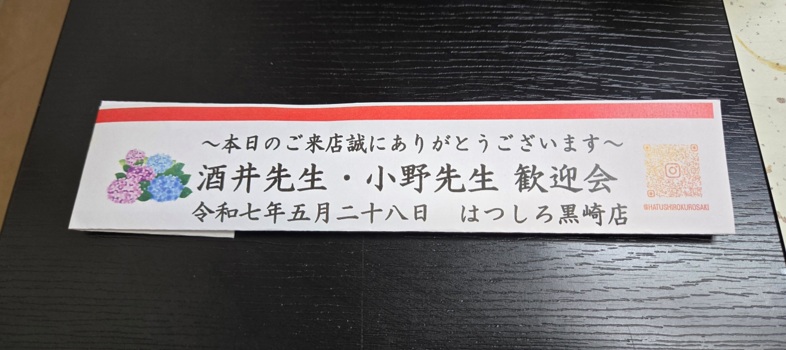 ～本日のご来店誠にありがとうございます～
酒井先生・小野先生 歓迎会
令和七年五月二十八日　はつしろ黒崎店
@HATUSHIROKUROSAKI